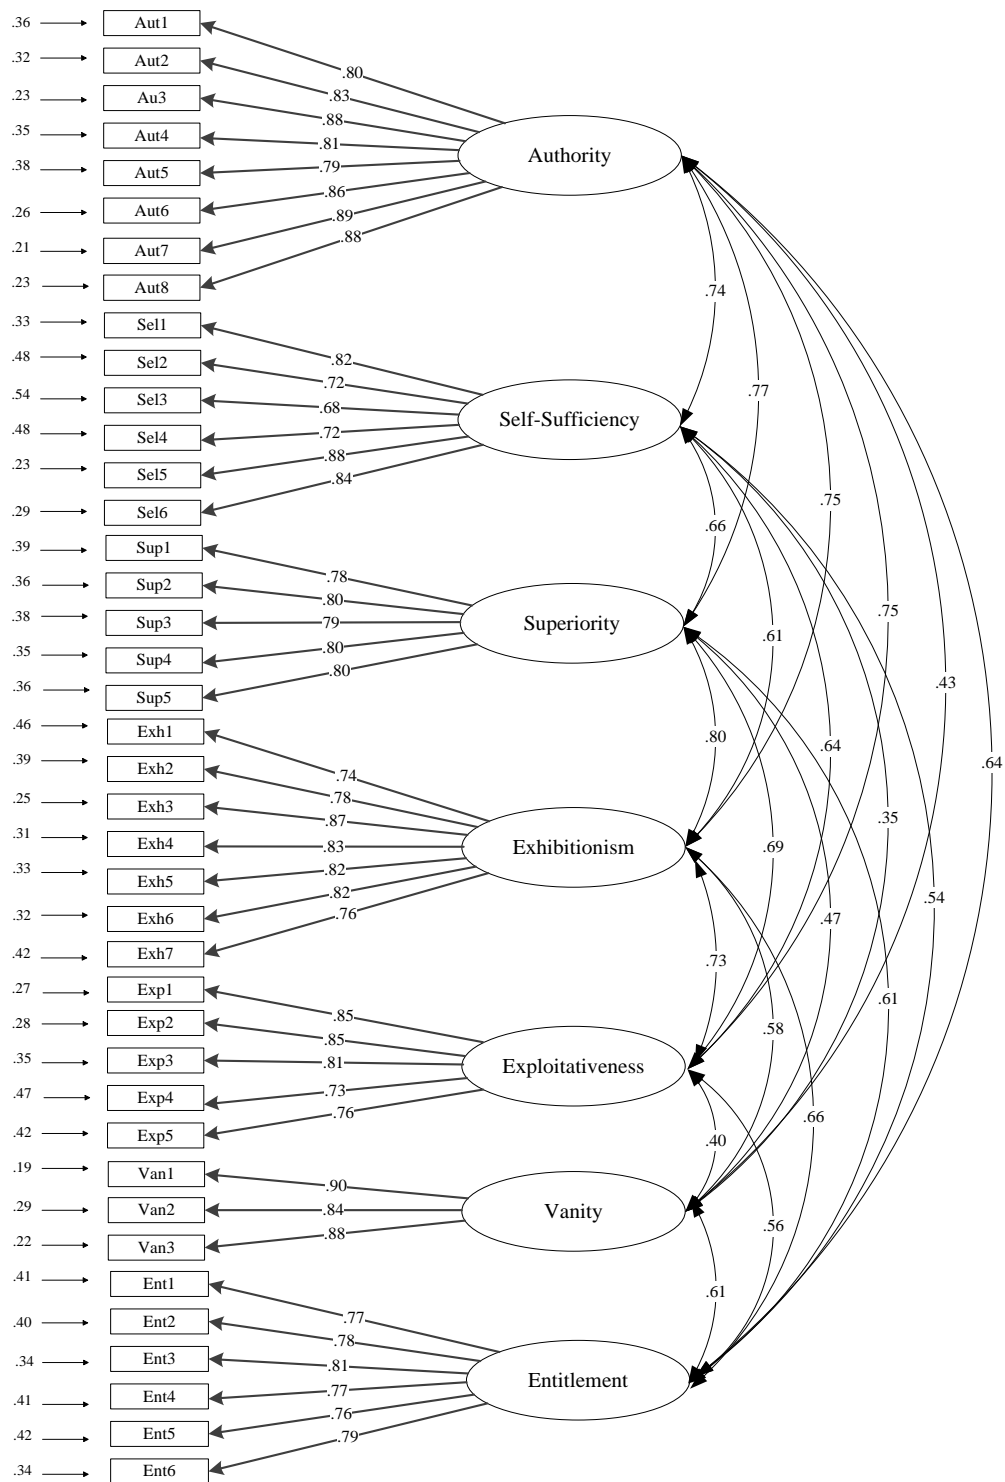 .36 Aut1
.32 Aut2
.23 Au3
.35 Aut4
.38 Aut5
.26 Aut6
.21 Aut7
.23 Aut8
.80
.83
.88
.81
.79
.86
.89
.88
Authority
.33 Sel1
.48 Sel2
.54 Sel3
.48 Sel4
.23 Sel5
.29 Sel6
.82
.72
.68
.72
.88
.84
Self-Sufficiency
.39 Sup1
.36 Sup2
.38 Sup3
.35 Sup4
.36 Sup5
.78
.80
.79
.80
.80
Superiority
.46 Exh1
.39 Exh2
.25 Exh3
.31 Exh4
.33 Exh5
.32 Exh6
.42 Exh7
.74
.78
.87
.83
.82
.82
.76
Exhibitionism
.27 Exp1
.28 Exp2
.35 Exp3
.47 Exp4
.42 Exp5
.85
.85
.81
.73
.76
Exploitativeness
.19 Van1
.29 Van2
.22 Van3
.90
.84
.88
Vanity
.41 Ent1
.40 Ent2
.34 Ent3
.41 Ent4
.42 Ent5
.34 Ent6
.77
.78
.81
.77
.76
.79
Entitlement
.74
.77
.75
.66
.75
.61
.43
.80
.64
.64
.35
.69
.54
.47
.73
.61
.58
.66
.40
.56
.61